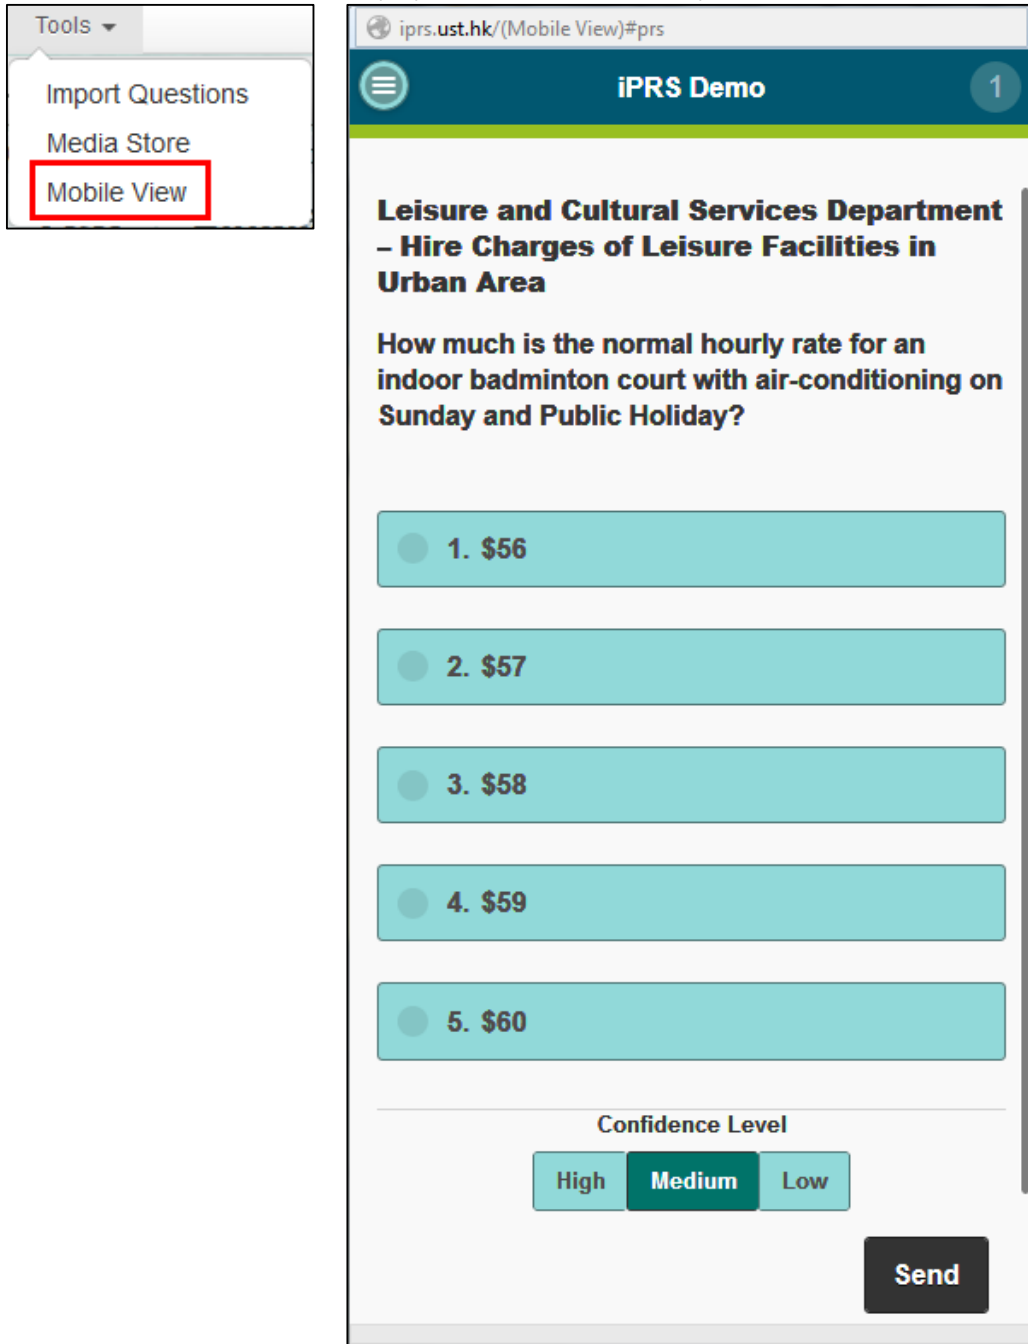 Tools
Import Questions
Media Store
Mobile View
iprs.ust.hk/(Mobile View)#prs
iPRS Demo
1
Leisure and Cultural Services Department
– Hire Charges of Leisure Facilities in
Urban Area
How much is the normal hourly rate for an
indoor badminton court with air-conditioning on
Sunday and Public Holiday?
1. $56
2. $57
3. $58
4. $59
5. $60
Confidence Level
High Medium Low
Send